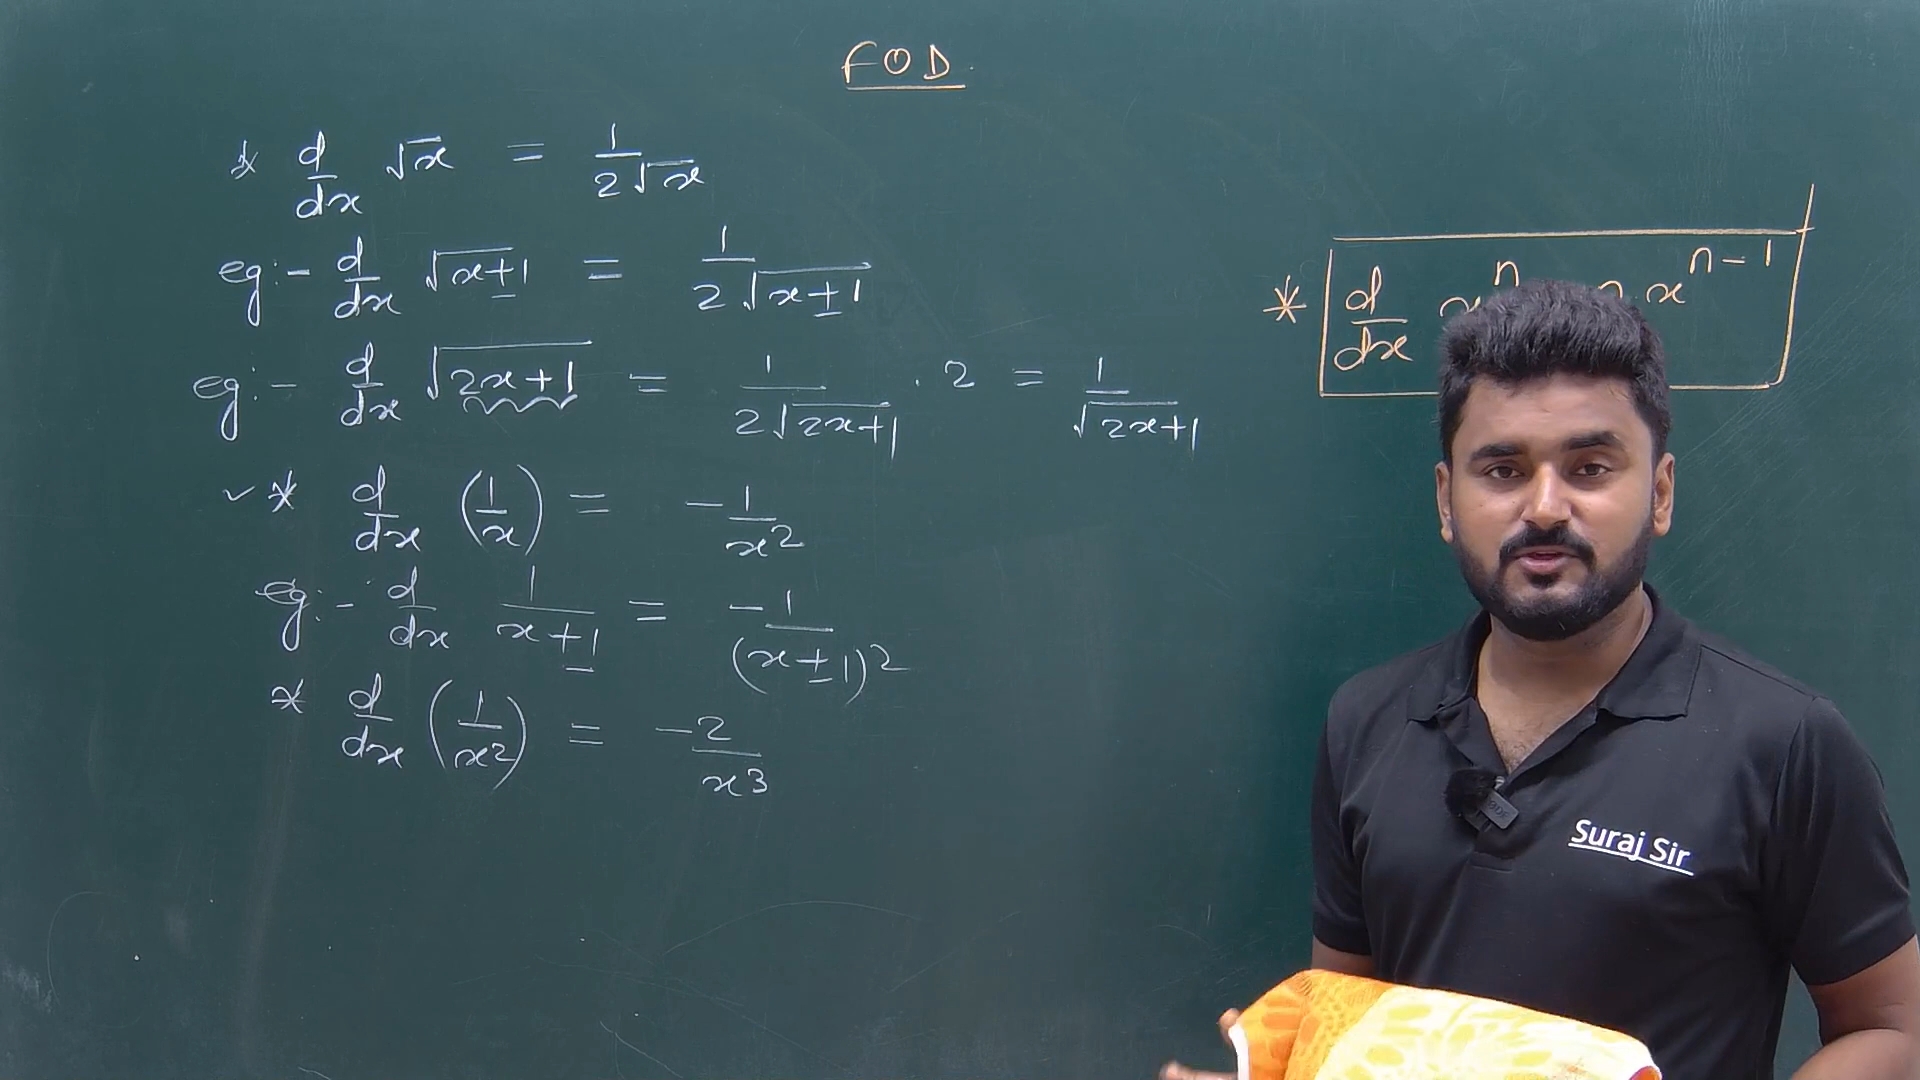 FOD
* d/dx √x = 1/2√x
eg:- d/dx √x+1 = 1/2√x+1
eg:- d/dx √2x+1 = 1/2√2x+1 . 2 = 1/√2x+1
✓ * d/dx (1/x) = -1/x²
eg:- d/dx 1/x+1 = -1/(x+1)²
* d/dx (1/x²) = -2/x³
* d/dx xⁿ x^(n-1)
Suraj Sir